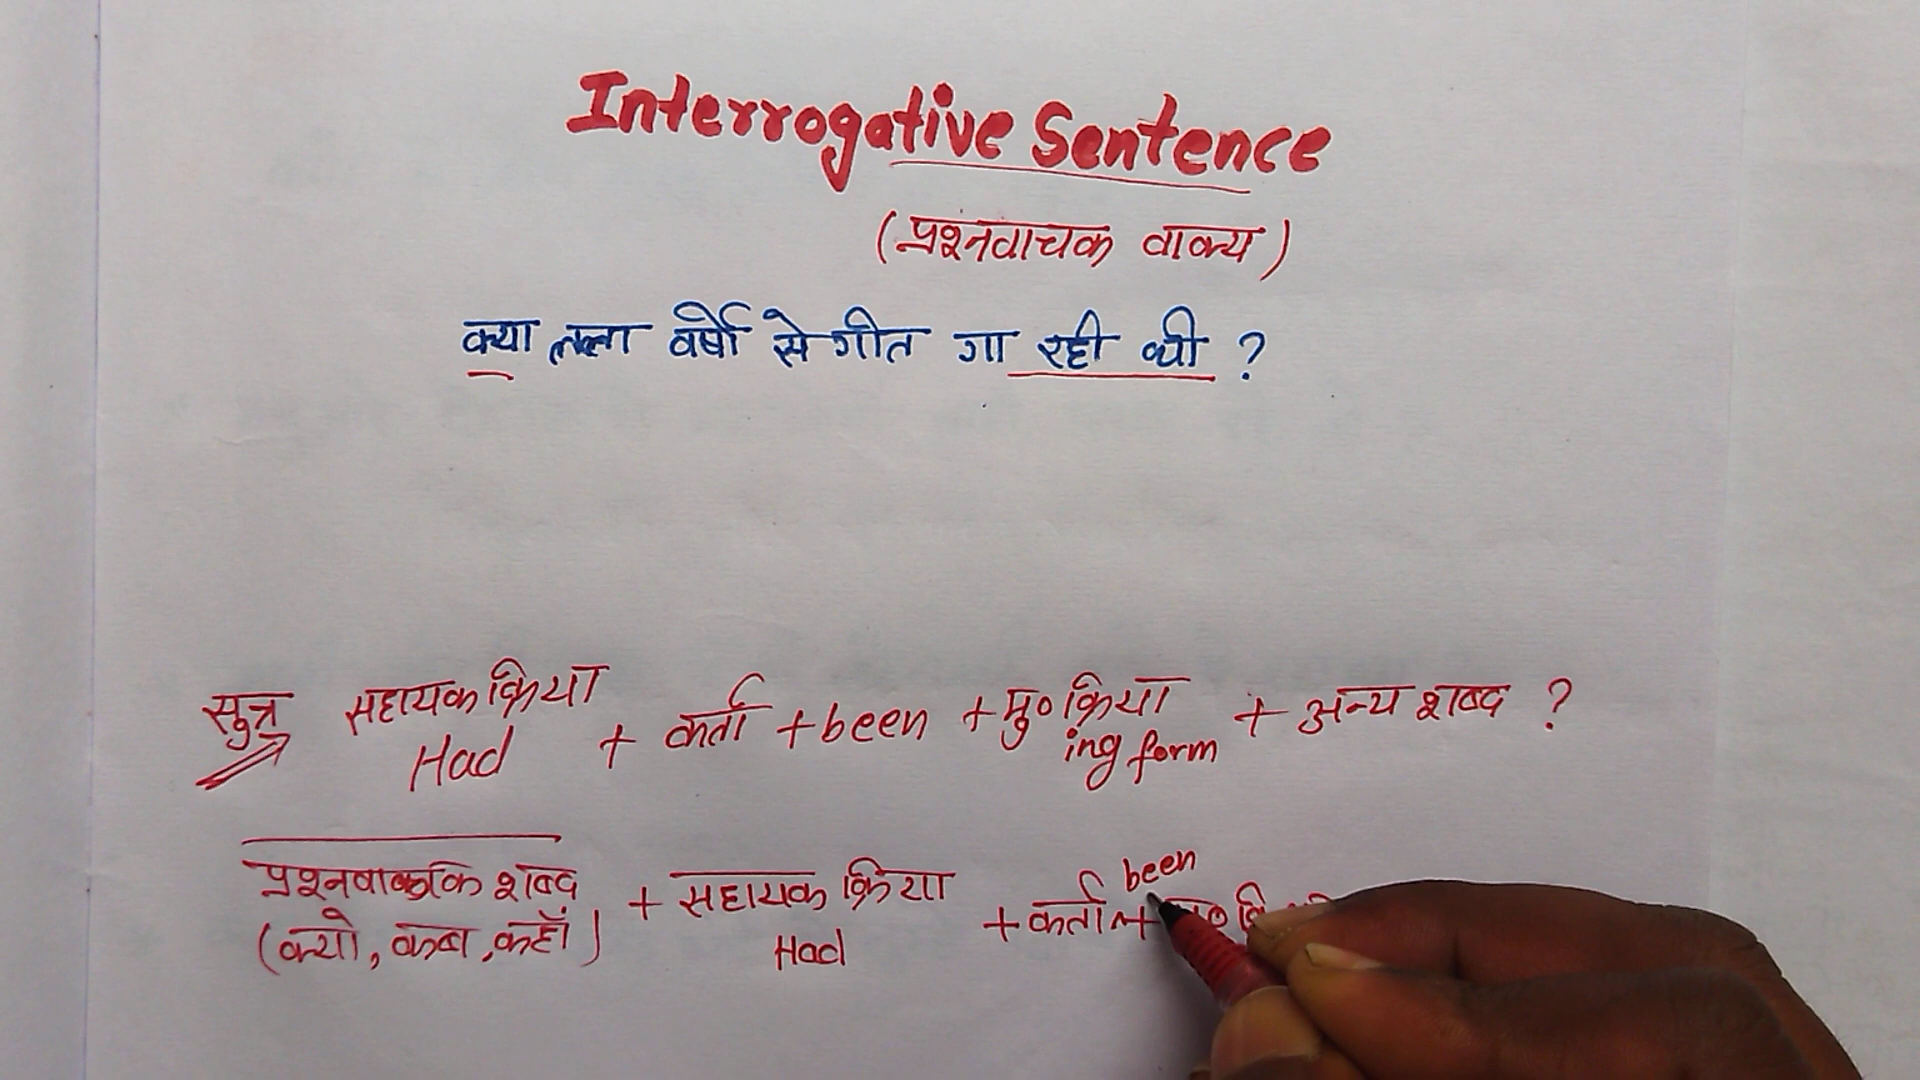 Interrogative Sentence
(प्रश्नवाचक वाक्य)
क्या लता वर्षो से गीत गा रही थी ?
सुत्र सहायक क्रिया + कर्ता + been + मु० क्रिया + अन्य शब्द ?
Had ing form
been
प्रश्नवाचक शब्द + सहायक क्रिया + कर्ता +
(क्यो, कब, कहाँ) Had